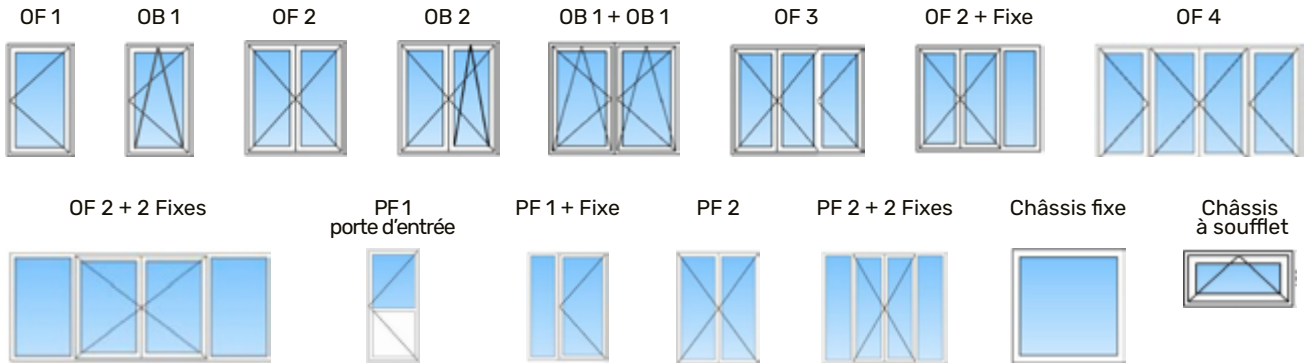 OF 1
OB 1
OF 2
OB 2
OB 1 + OB 1
OF 3
OF 2 + Fixe
OF 4
OF 2 + 2 Fixes
PF 1
porte d'entrée
PF 1 + Fixe
PF 2
PF 2 + 2 Fixes
Châssis fixe
Châssis
à soufflet